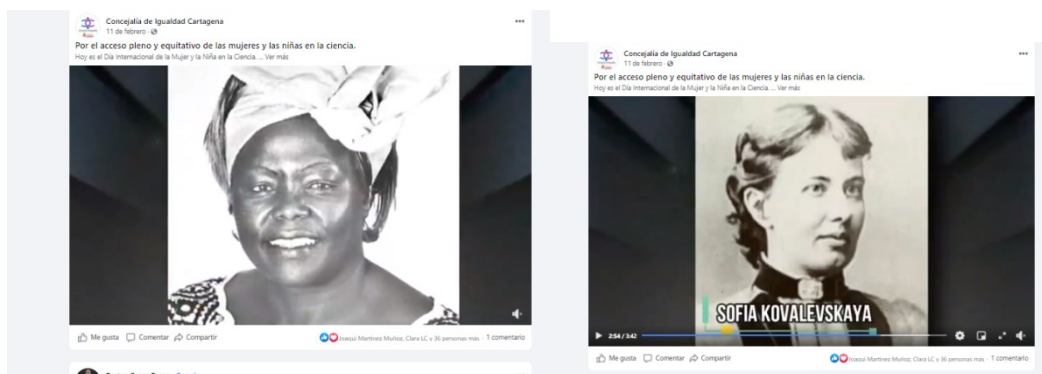 Concejalía de Igualdad Cartagena
11 de febrero
Por el acceso pleno y equitativo de las mujeres y las niñas en la ciencia.
Hoy es el Día Internacional de la Mujer y la Niña en la Ciencia. ... Ver más
Me gusta Comentar Compartir
Joaqui Martinez Muñoz, Clara LC y 36 personas más 1 comentario
Concejalía de Igualdad Cartagena
11 de febrero
Por el acceso pleno y equitativo de las mujeres y las niñas en la ciencia.
Hoy es el Día Internacional de la Mujer y la Niña en la Ciencia. ... Ver más
SOFIA KOVALEVSKAYA
2:54 / 3:42
Me gusta Comentar Compartir
Joaqui Martinez Muñoz, Clara LC y 36 personas más 1 comentario